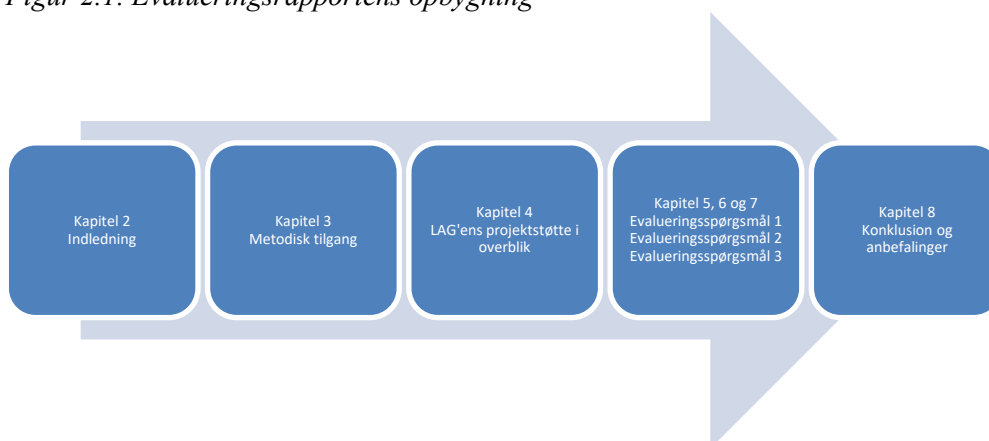 Figur 2.1: Evalueringsrapportens opbygning
Kapitel 2
Indledning
Kapitel 3
Metodisk tilgang
Kapitel 4
LAG'ens projektstøtte i
overblik
Kapitel 5, 6 og 7
Evalueringsspørgsmål 1
Evalueringsspørgsmål 2
Evalueringsspørgsmål 3
Kapitel 8
Konklusion og
anbefalinger